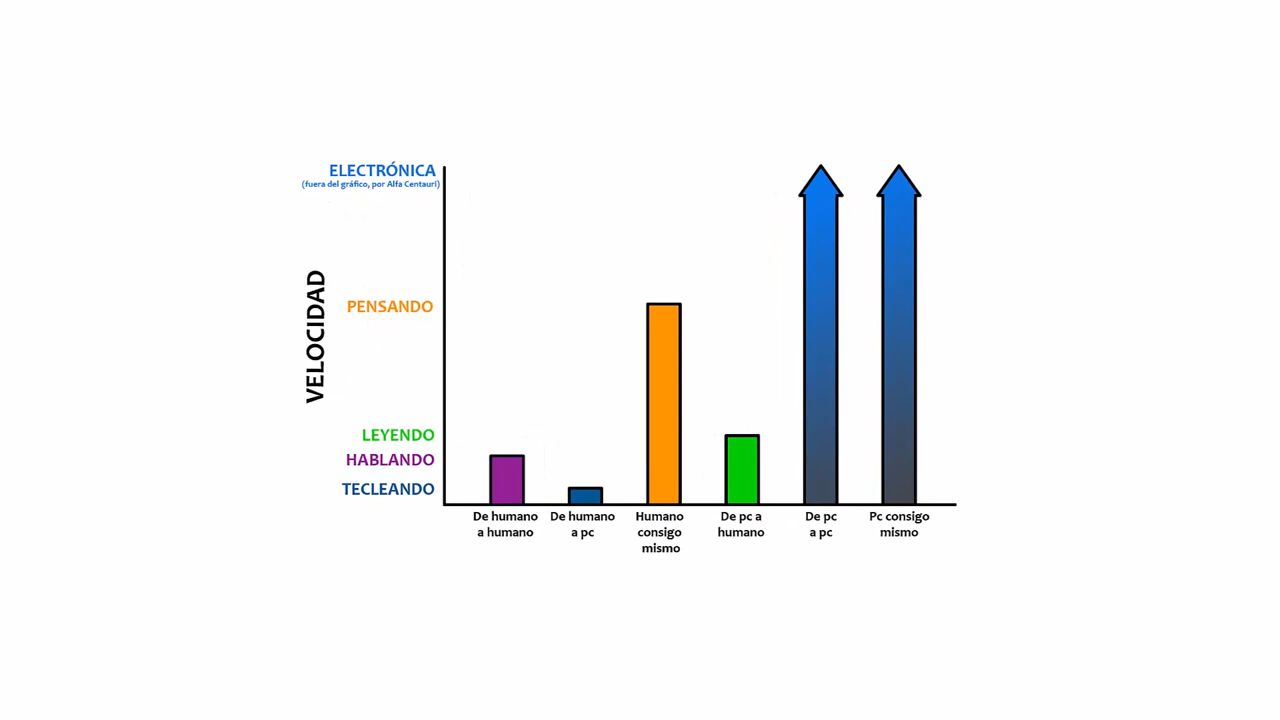 ELECTRÓNICA
(fuera del gráfico, por Alfa Centauri)
VELOCIDAD
PENSANDO
LEYENDO
HABLANDO
TECLEANDO
De humano
a humano
De humano
a pc
Humano
consigo
mismo
De pc a
humano
De pc
a pc
Pc consigo
mismo